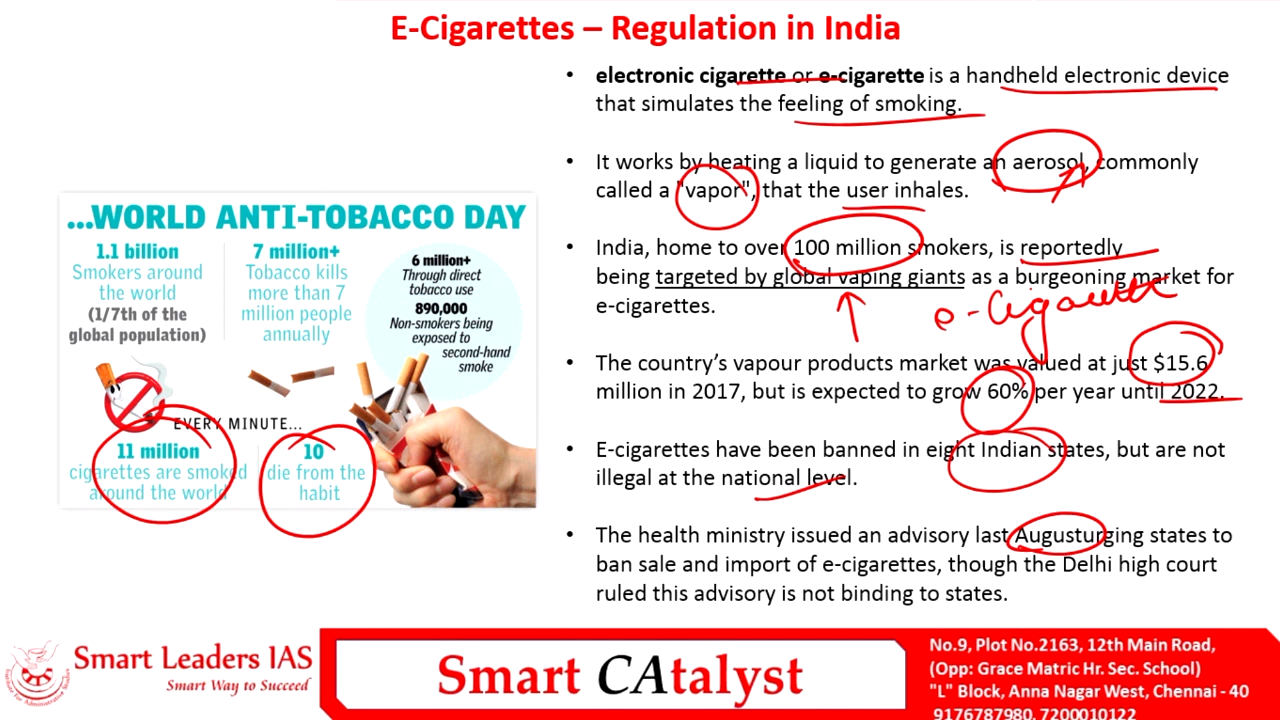 E-Cigarettes – Regulation in India
• electronic cigarette or e-cigarette is a handheld electronic device
that simulates the feeling of smoking.
• It works by heating a liquid to generate an aerosol, commonly
called a "vapor", that the user inhales.
• India, home to over 100 million smokers, is reportedly
being targeted by global vaping giants as a burgeoning market for
e-cigarettes.
e-cigarette
• The country's vapour products market was valued at just $15.6
million in 2017, but is expected to grow 60% per year until 2022.
• E-cigarettes have been banned in eight Indian states, but are not
illegal at the national level.
• The health ministry issued an advisory last Augusturging states to
ban sale and import of e-cigarettes, though the Delhi high court
ruled this advisory is not binding to states.
...WORLD ANTI-TOBACCO DAY
1.1 billion
Smokers around
the world
(1/7th of the
global population)
7 million+
Tobacco kills
more than 7
million people
annually
6 million+
Through direct
tobacco use
890,000
Non-smokers being
exposed to
second-hand
smoke
EVERY MINUTE...
11 million
cigarettes are smoked
around the world
10
die from the
habit
Smart Leaders IAS
Smart Way to Succeed
Smart CAtalyst
No.9, Plot No.2163, 12th Main Road,
(Opp: Grace Matric Hr. Sec. School)
"L" Block, Anna Nagar West, Chennai - 40
9176787980, 7200010122